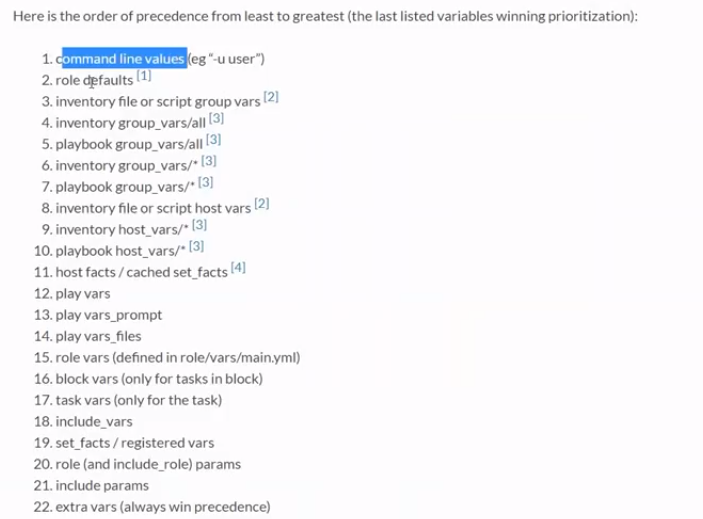 Here is the order of precedence from least to greatest (the last listed variables winning prioritization):
1. command line values (eg “-u user”)
2. role defaults [1]
3. inventory file or script group vars [2]
4. inventory group_vars/all [3]
5. playbook group_vars/all [3]
6. inventory group_vars/* [3]
7. playbook group_vars/* [3]
8. inventory file or script host vars [2]
9. inventory host_vars/* [3]
10. playbook host_vars/* [3]
11. host facts / cached set_facts [4]
12. play vars
13. play vars_prompt
14. play vars_files
15. role vars (defined in role/vars/main.yml)
16. block vars (only for tasks in block)
17. task vars (only for the task)
18. include_vars
19. set_facts / registered vars
20. role (and include_role) params
21. include params
22. extra vars (always win precedence)